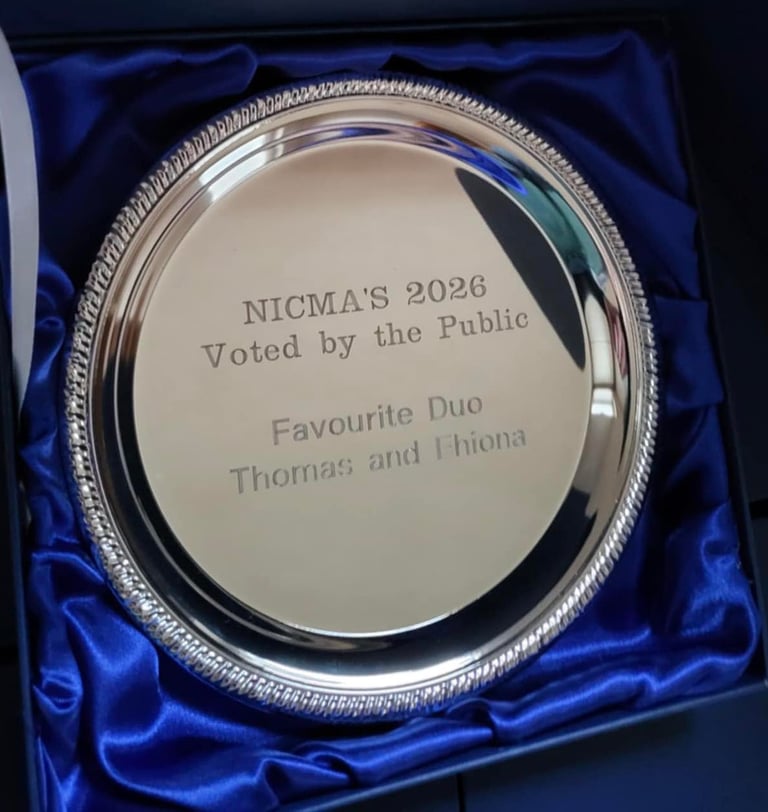 NICMA'S 2026
Voted by the Public
Favourite Duo
Thomas and Fhiona